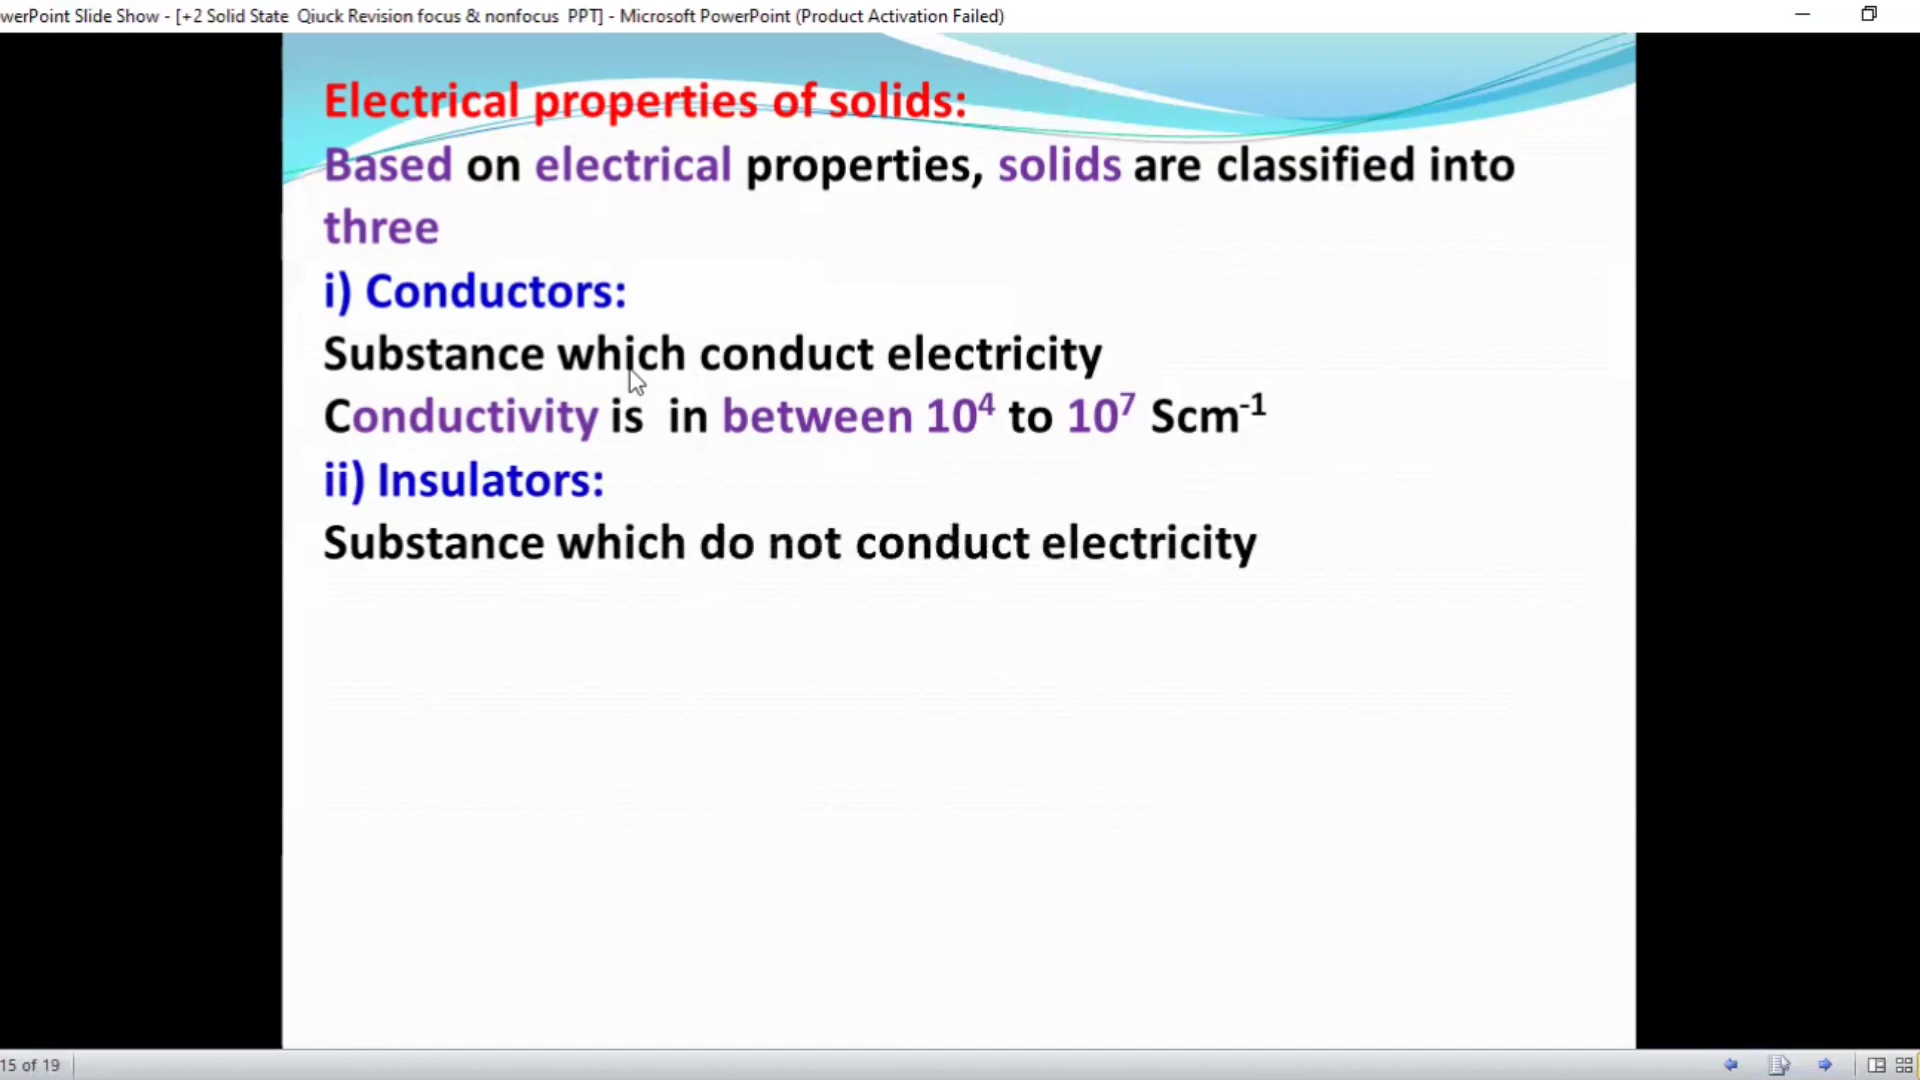 werPoint Slide Show - [+2 Solid State  Qiuck Revision focus & nonfocus  PPT] - Microsoft PowerPoint (Product Activation Failed)
Electrical properties of solids:
Based on electrical properties, solids are classified into
three
i) Conductors:
Substance which conduct electricity
Conductivity is  in between 10⁴ to 10⁷ Scm⁻¹
ii) Insulators:
Substance which do not conduct electricity
15 of 19